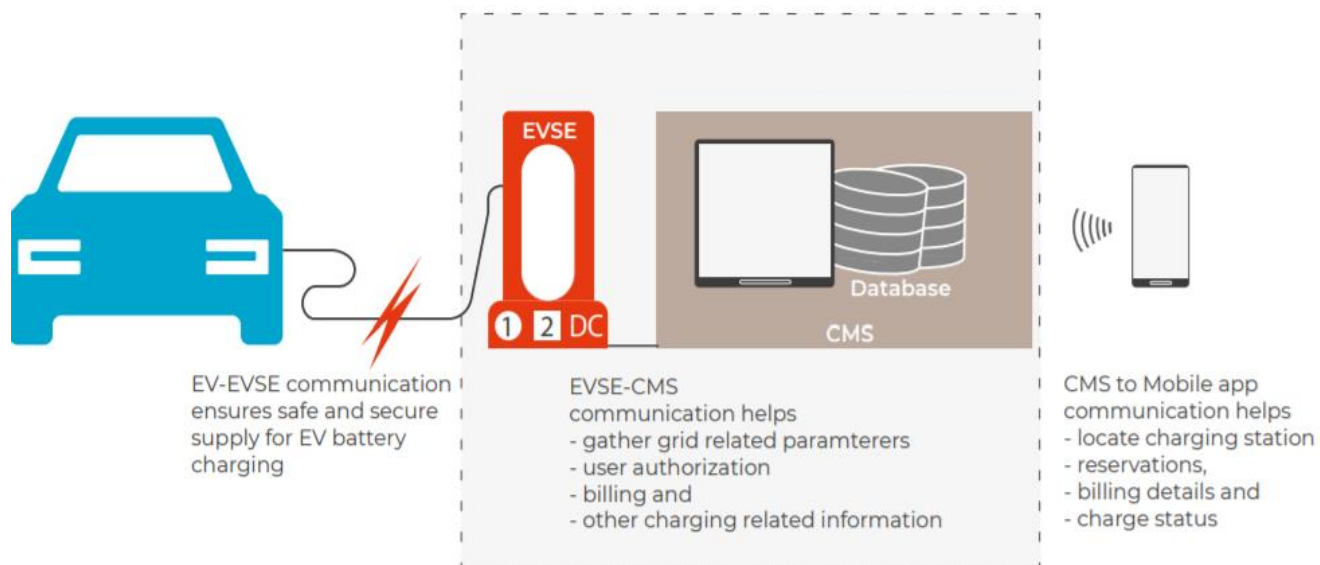 EVSE
1 2 DC
Database
CMS
EV-EVSE communication
ensures safe and secure
supply for EV battery
charging
EVSE-CMS
communication helps
- gather grid related paramterers
- user authorization
- billing and
- other charging related information
CMS to Mobile app
communication helps
- locate charging station
- reservations,
- billing details and
- charge status